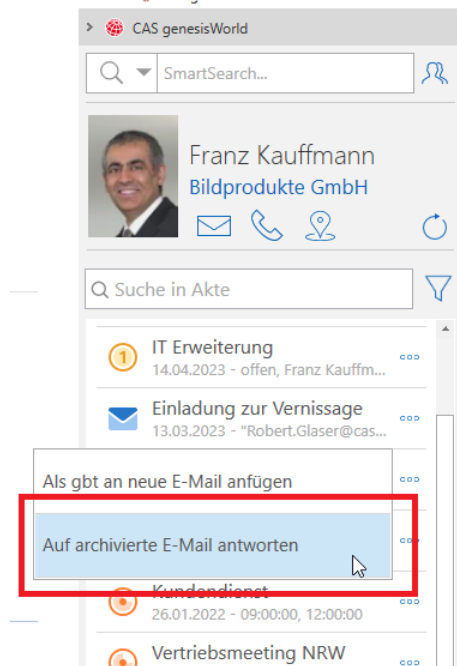 CAS genesisWorld
SmartSearch...
Franz Kauffmann
Bildprodukte GmbH
Suche in Akte
1
IT Erweiterung
14.04.2023 - offen, Franz Kauffm...
Einladung zur Vernissage
13.03.2023 - "Robert.Glaser@cas...
Als gbt an neue E-Mail anfügen
Auf archivierte E-Mail antworten
Kundendienst
26.01.2022 - 09:00:00, 12:00:00
Vertriebsmeeting NRW